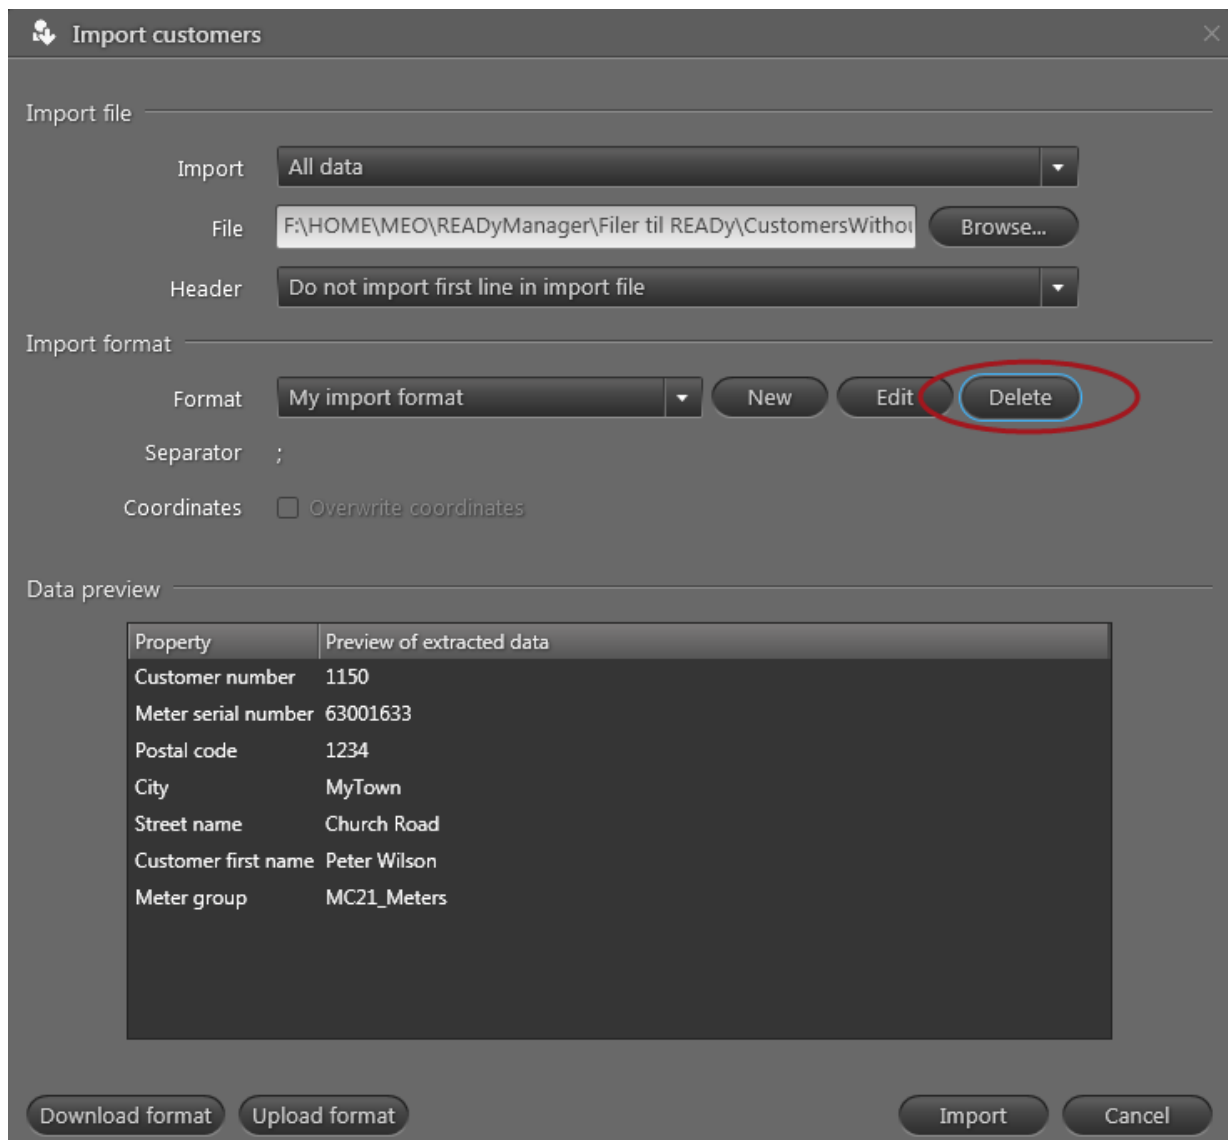 Import customers
Import file
Import All data
File F:\HOME\MEO\READyManager\Filer til READy\CustomersWithou Browse...
Header Do not import first line in import file
Import format
Format My import format New Edit Delete
Separator ;
Coordinates Overwrite coordinates
Data preview
Property Preview of extracted data
Customer number 1150
Meter serial number 63001633
Postal code 1234
City MyTown
Street name Church Road
Customer first name Peter Wilson
Meter group MC21_Meters
Download format Upload format Import Cancel